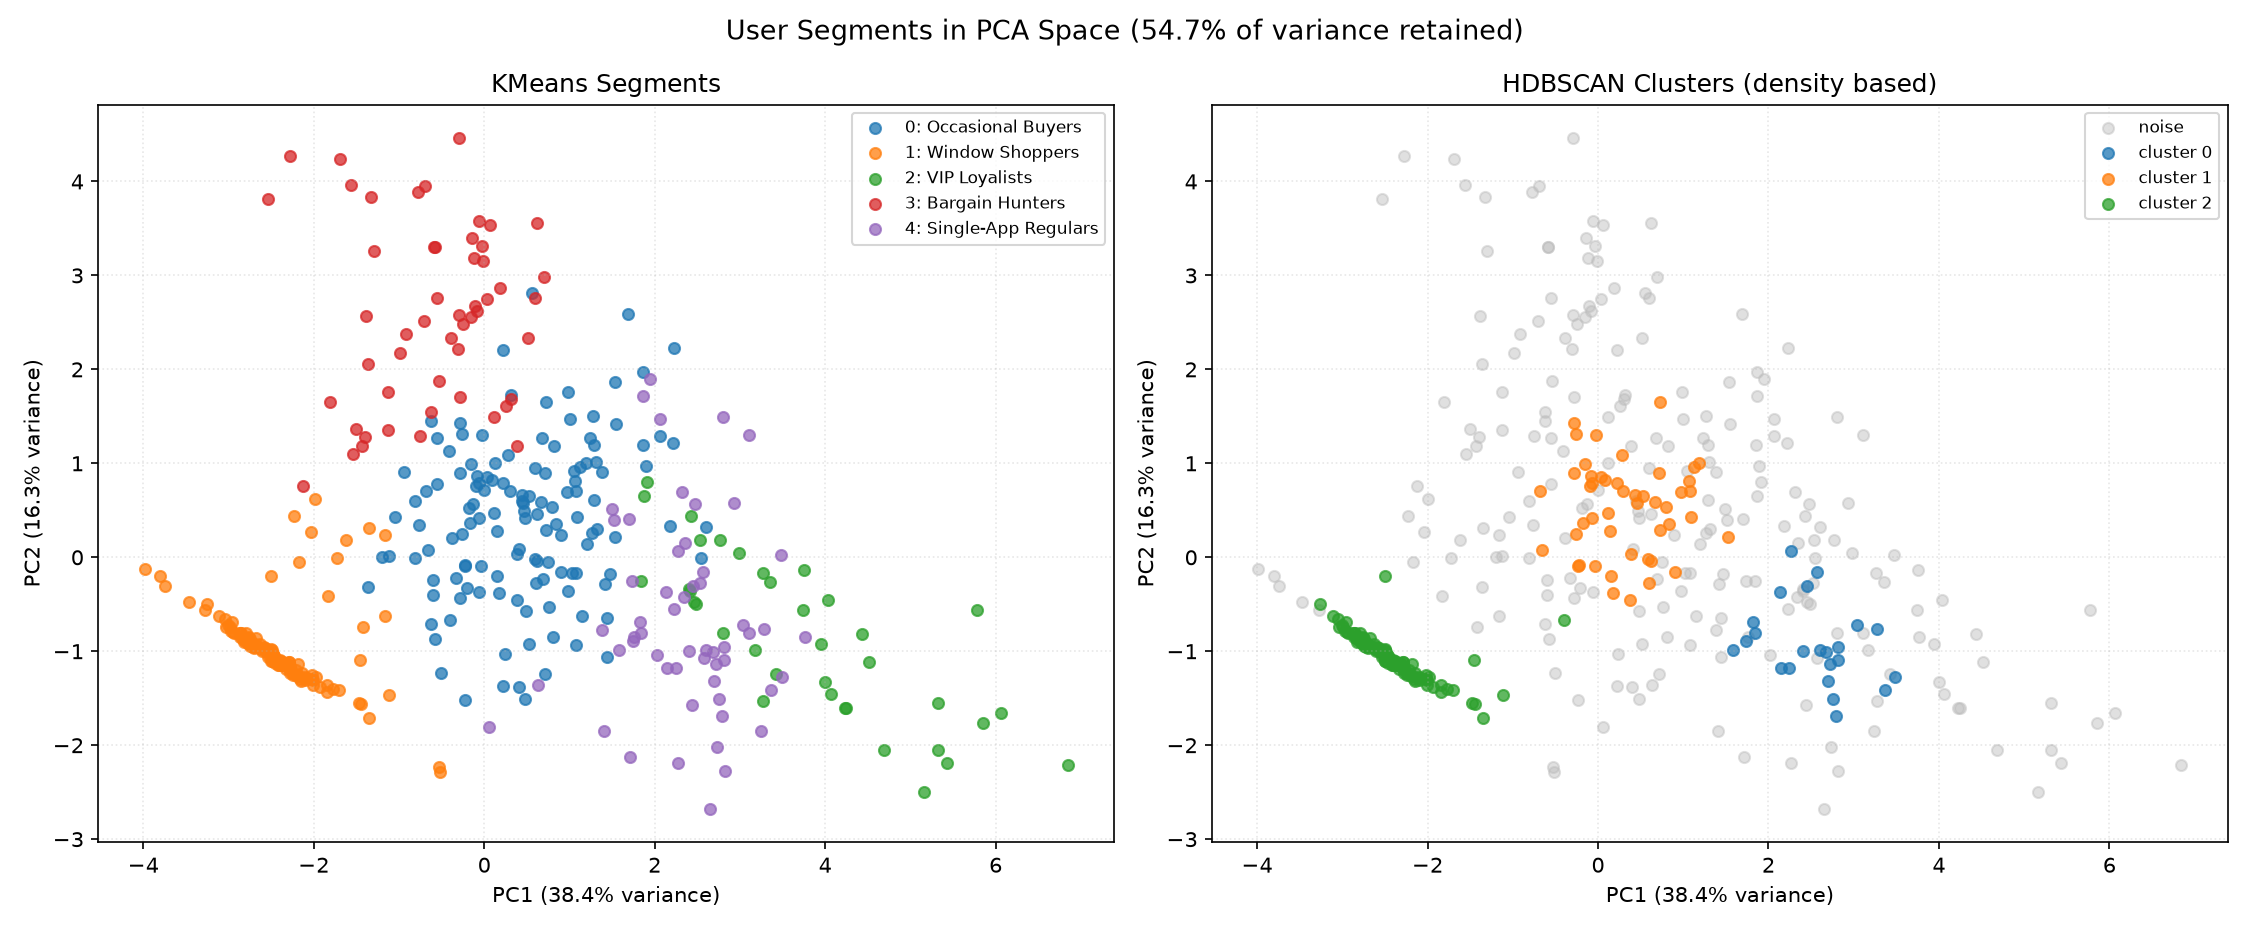 User Segments in PCA Space (54.7% of variance retained)
KMeans Segments
0: Occasional Buyers
1: Window Shoppers
2: VIP Loyalists
3: Bargain Hunters
4: Single-App Regulars
PC2 (16.3% variance)
4
3
2
1
0
−1
−2
−3
−4
−2
0
2
4
6
PC1 (38.4% variance)
HDBSCAN Clusters (density based)
noise
cluster 0
cluster 1
cluster 2
PC2 (16.3% variance)
4
3
2
1
0
−1
−2
−3
−4
−2
0
2
4
6
PC1 (38.4% variance)